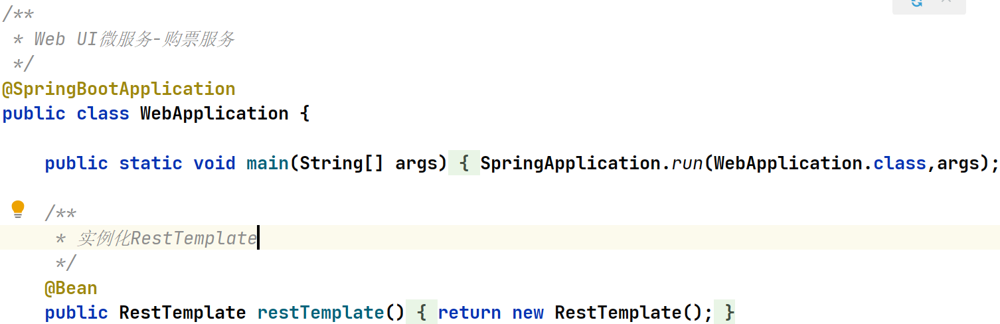 /**
 * Web UI微服务-购票服务
 */
@SpringBootApplication
public class WebApplication {
    public static void main(String[] args) { SpringApplication.run(WebApplication.class,args);
    /**
     * 实例化RestTemplate
     */
    @Bean
    public RestTemplate restTemplate() { return new RestTemplate(); }